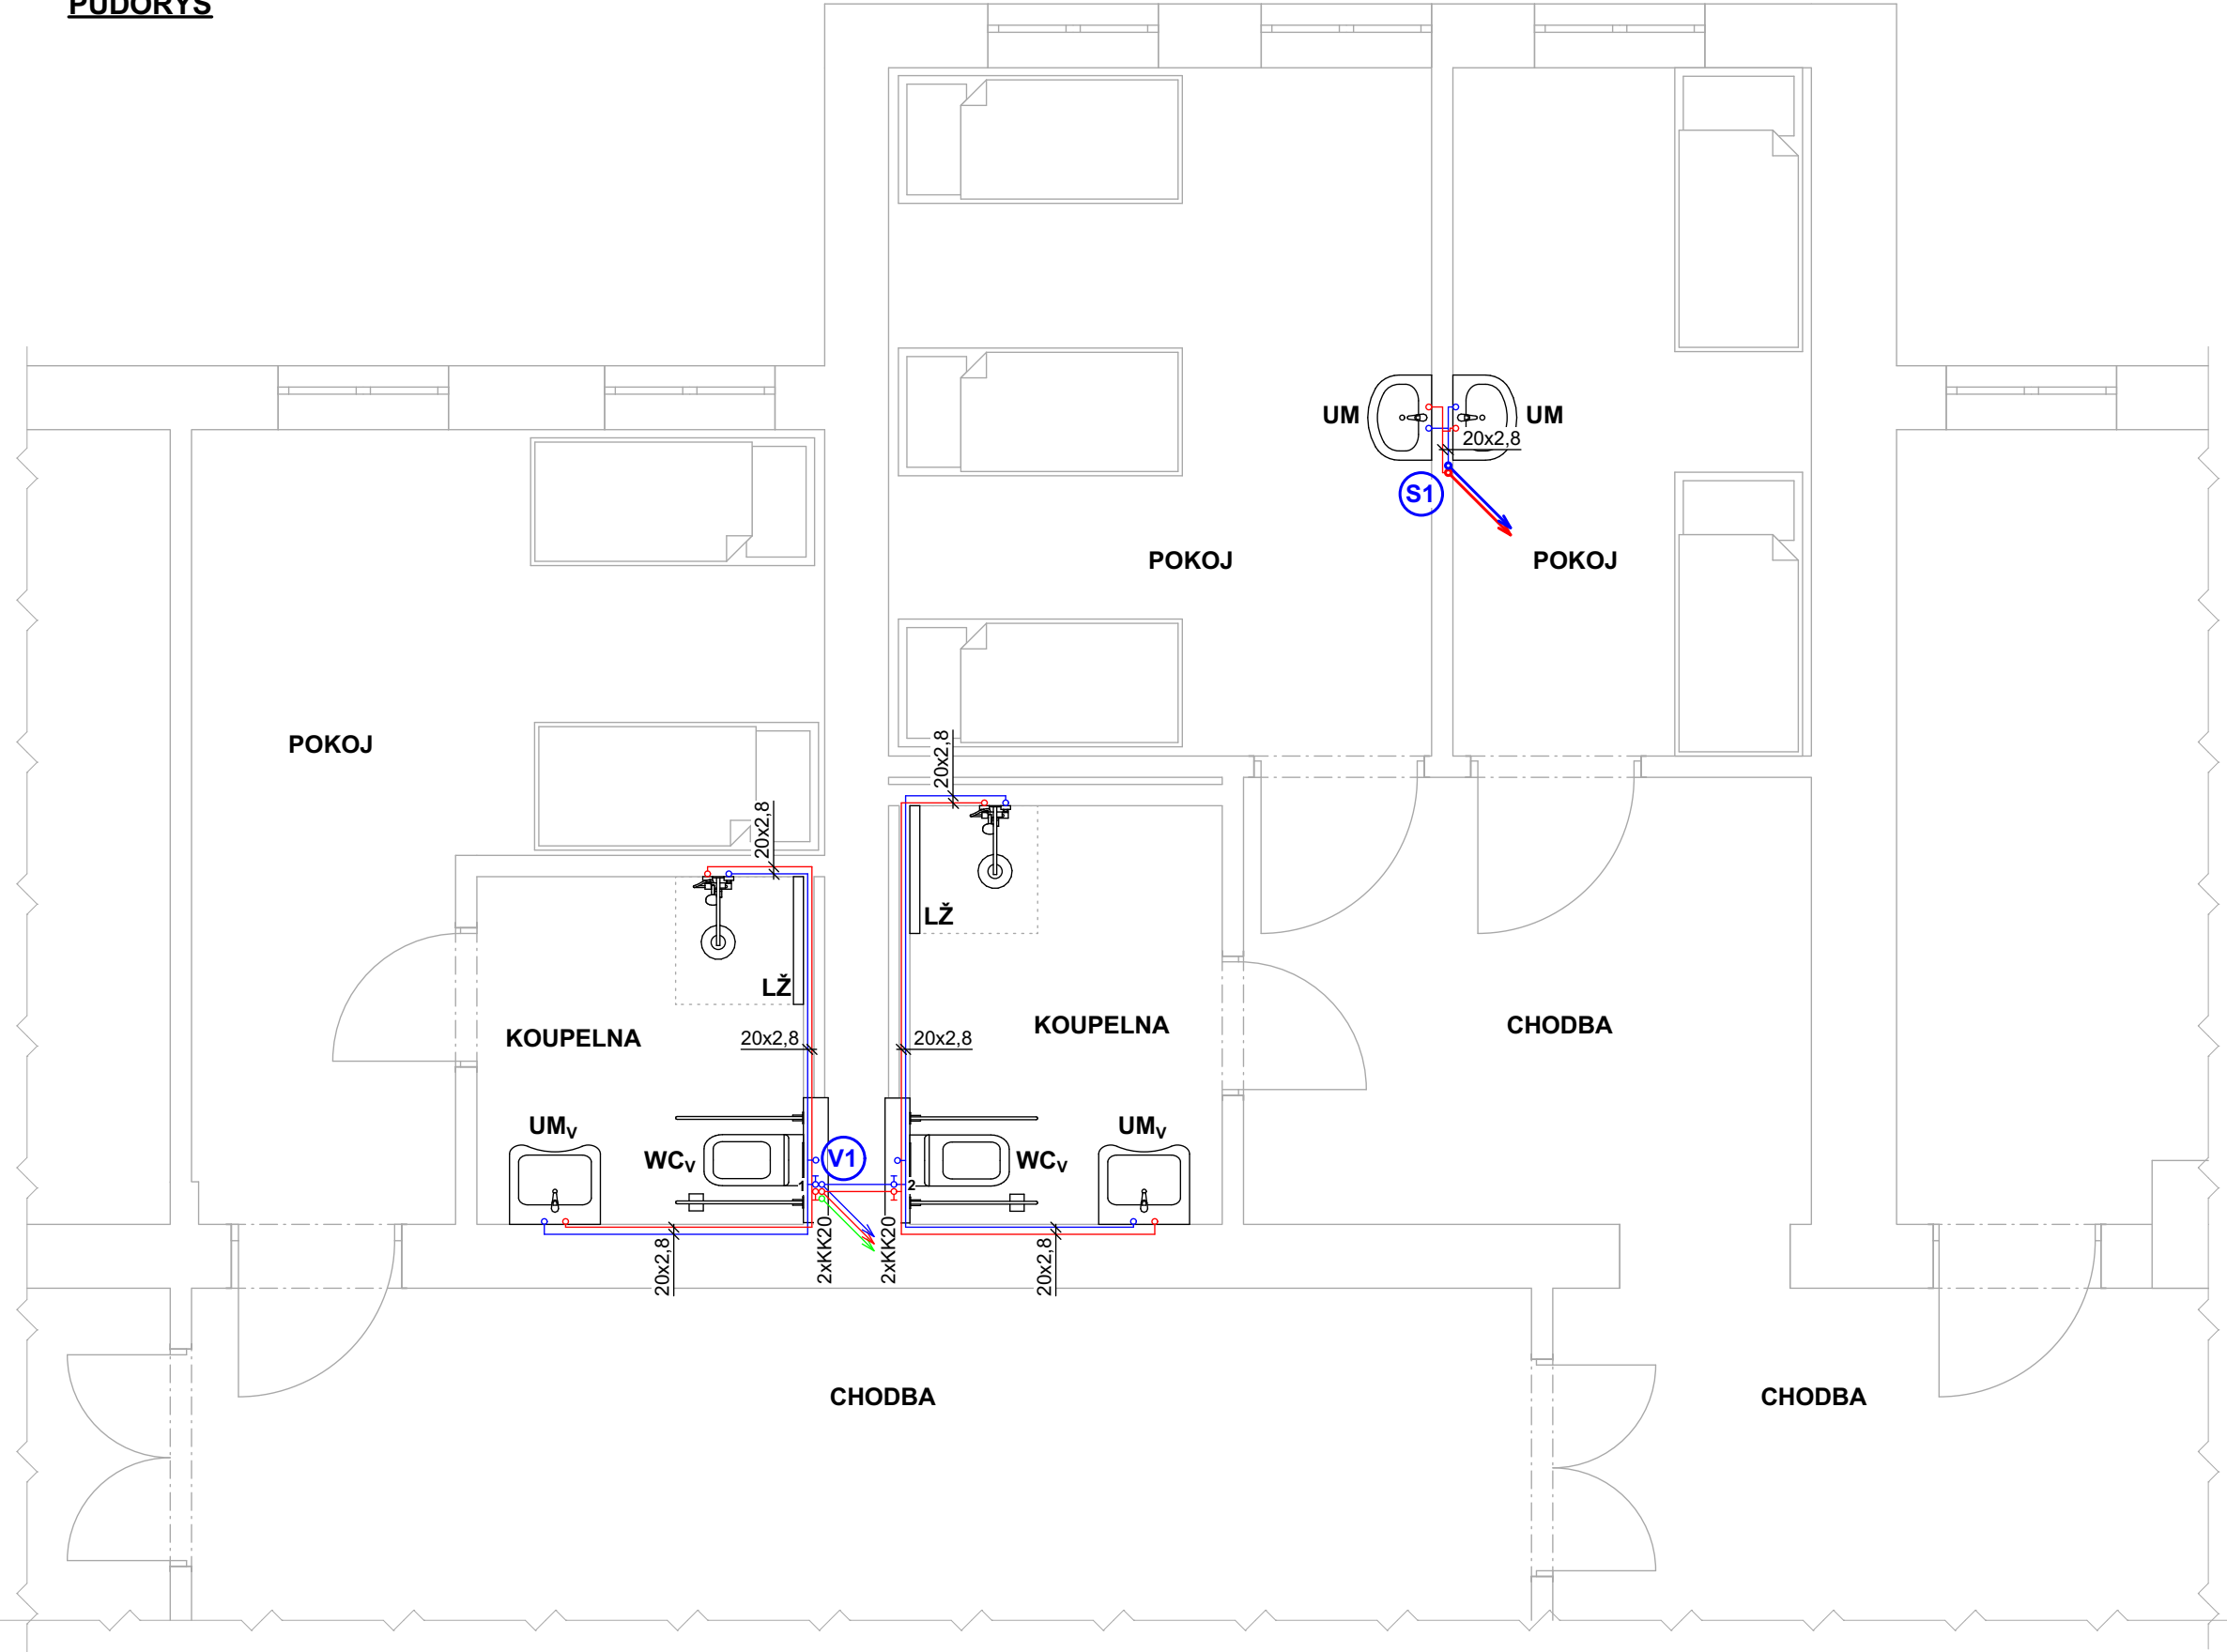 PŮDORYS
UM
UM
20x2,8
S1
POKOJ
POKOJ
POKOJ
20x2,8
20x2,8
LŽ
LŽ
KOUPELNA
KOUPELNA
CHODBA
20x2,8
20x2,8
UMV
WCV
V1
WCV
UMV
1
2
20x2,8
2xKK20
2xKK20
20x2,8
CHODBA
CHODBA